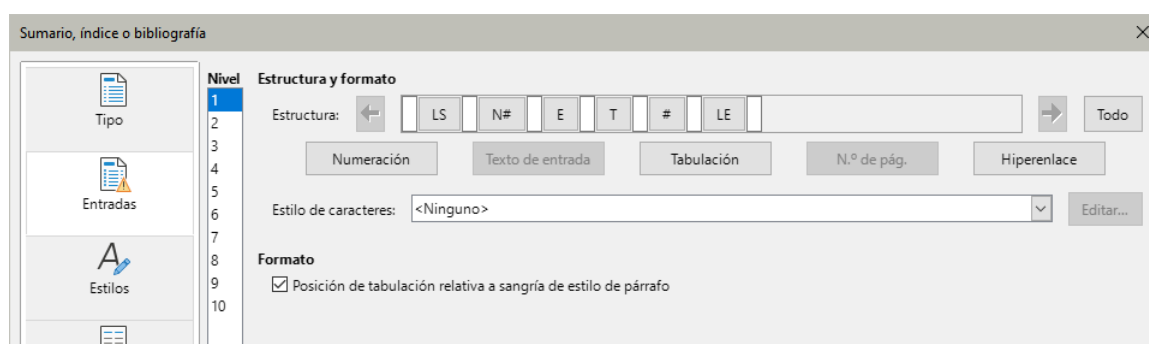 Sumario, índice o bibliografía
Tipo
Entradas
Estilos
Nivel
1
2
3
4
5
6
7
8
9
10
Estructura y formato
Estructura: LS N# E T # LE Todo
Numeración Texto de entrada Tabulación N.º de pág. Hiperenlace
Estilo de caracteres: <Ninguno> Editar...
Formato
Posición de tabulación relativa a sangría de estilo de párrafo